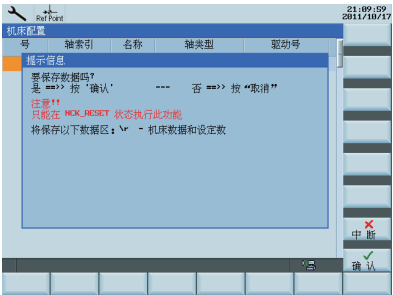 Ref Point
21:09:59
2011/10/17
机床配置
号 轴索引 名称 轴类型 驱动号
提示信息
要保存数据吗?
是 ==>> 按 '确认' --- 否 ==>> 按 “取消”
注意!!
只能在 NCK_RESET 状态执行此功能
将保存以下数据区: \r - 机床数据和设定数
中断
确认